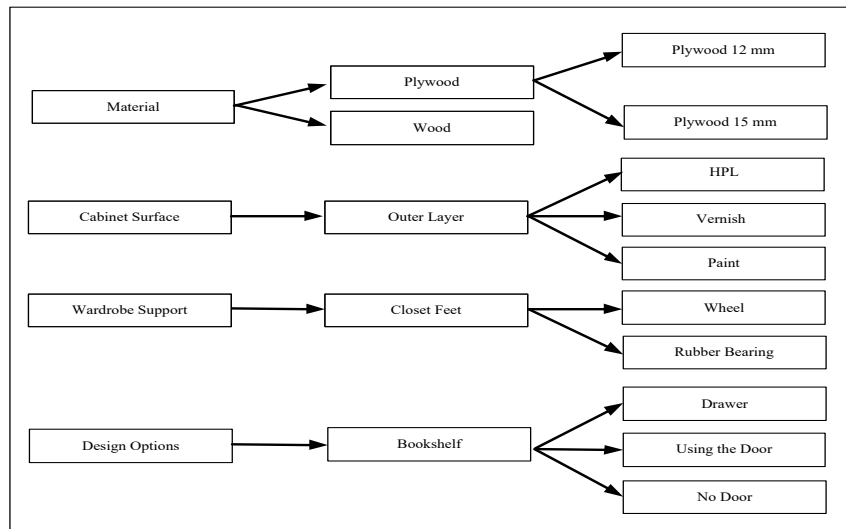 Material
Plywood
Wood
Plywood 12 mm
Plywood 15 mm
Cabinet Surface
Outer Layer
HPL
Vernish
Paint
Wardrobe Support
Closet Feet
Wheel
Rubber Bearing
Design Options
Bookshelf
Drawer
Using the Door
No Door